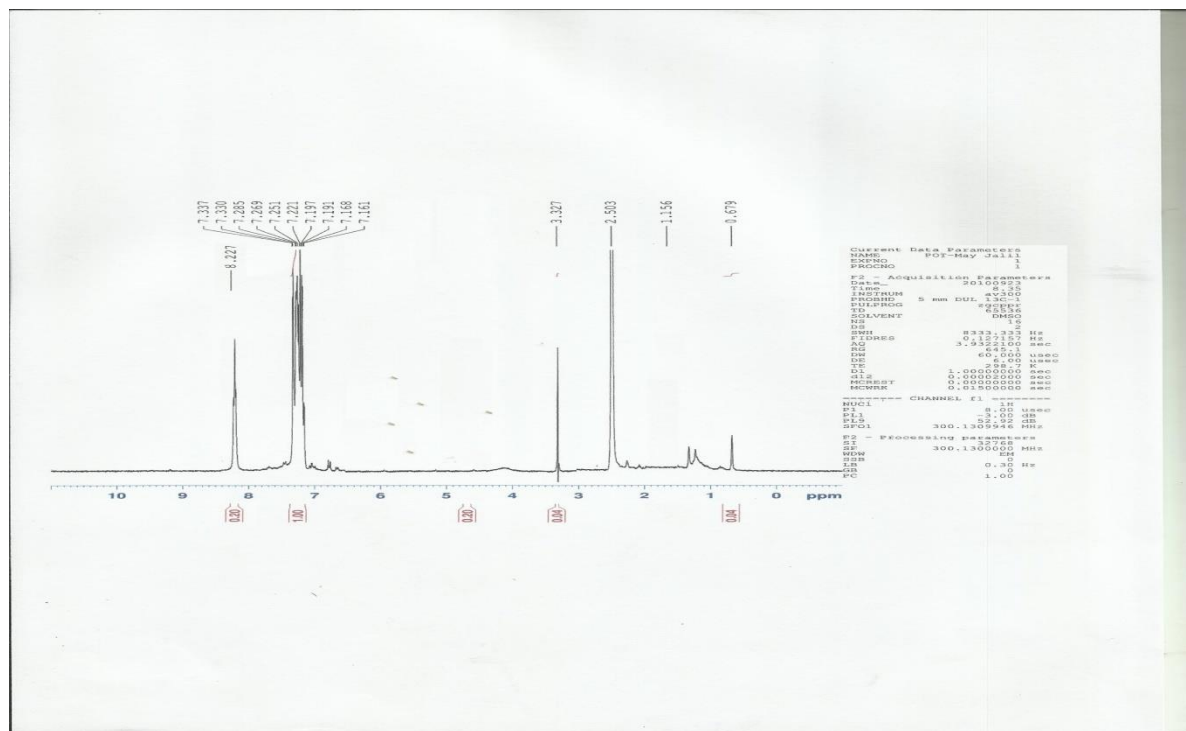 7.337
7.330
7.285
7.269
7.251
7.221
7.197
7.191
7.168
7.161
8.227
3.327
2.503
1.156
0.679
Current Data Parameters
NAME POT-May Jalil
EXPNO 1
PROCNO 1
F2 - Acquisition Parameters
Date_ 20100923
Time 8.35
INSTRUM av300
PROBHD 5 mm DUL 13C-1
PULPROG zgcppr
TD 65536
SOLVENT DMSO
NS 16
DS 2
SWH 8333.333 Hz
FIDRES 0.127157 Hz
AQ 3.9322100 sec
RG 645.1
DW 60.000 usec
DE 6.00 usec
TE 298.7 K
D1 1.00000000 sec
d12 0.00002000 sec
MCREST 0.00000000 sec
MCWRK 0.01500000 sec
======== CHANNEL f1 ========
NUC1 1H
P1 8.00 usec
PL1 -3.00 dB
PL9 52.92 dB
SFO1 300.1309946 MHz
F2 - Processing parameters
SI 32768
SF 300.1300000 MHz
WDW EM
SSB 0
LB 0.30 Hz
GB 0
PC 1.00
10 9 8 7 6 5 4 3 2 1 0 ppm
0.20
1.00
0.20
0.04
0.04